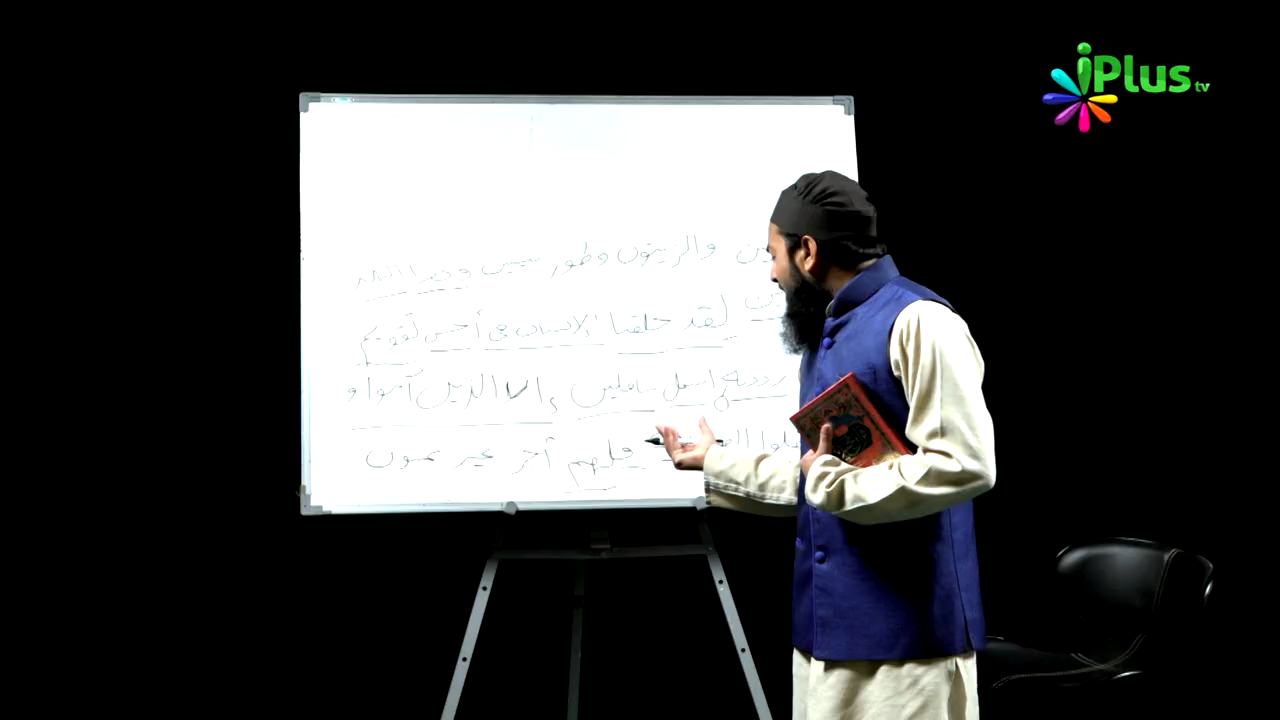 iPlus tv
والزيتون وطور سينين وهذا البلد
لقد خلقنا الإنسان في أحسن تقويم
رددنه اسفل سافلين إلا الذين آمنوا و
فلهم أجر غير ممنون